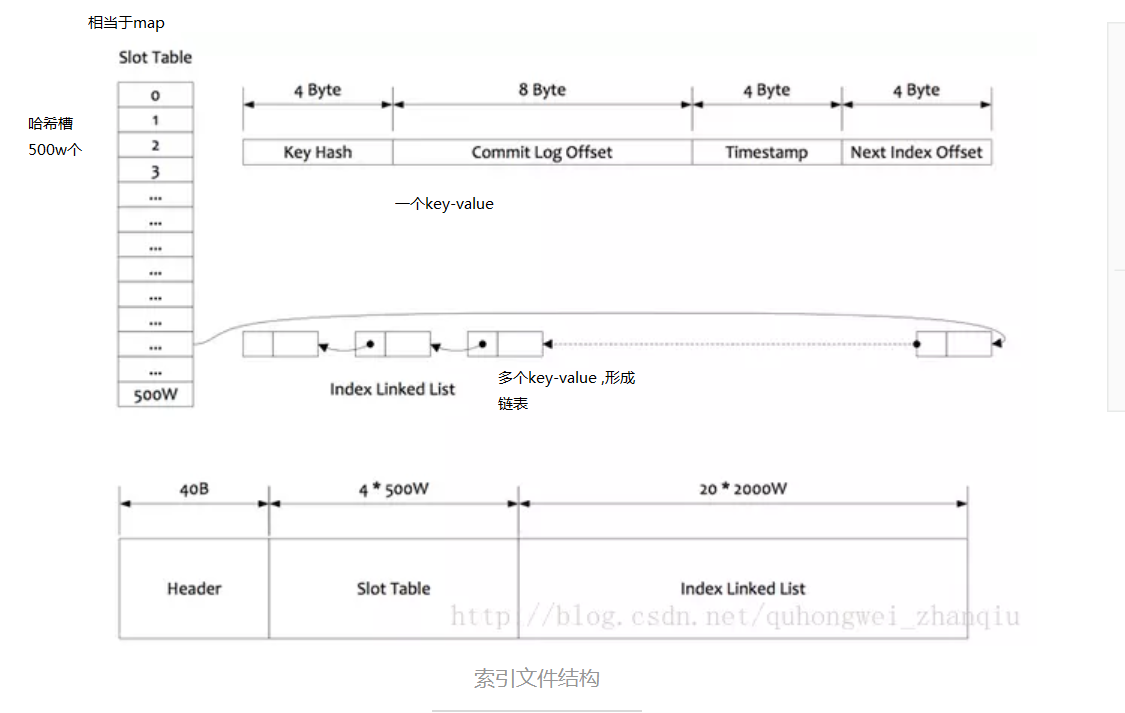 相当于map
Slot Table
0
1
2
3
...
...
...
...
...
...
...
...
500W
哈希槽
500w个
4 Byte
8 Byte
4 Byte
4 Byte
Key Hash
Commit Log Offset
Timestamp
Next Index Offset
一个key-value
Index Linked List
多个key-value ,形成
链表
40B
4 * 500W
20 * 2000W
Header
Slot Table
Index Linked List
http://blog.csdn.net/quhongwei_zhanqiu
索引文件结构